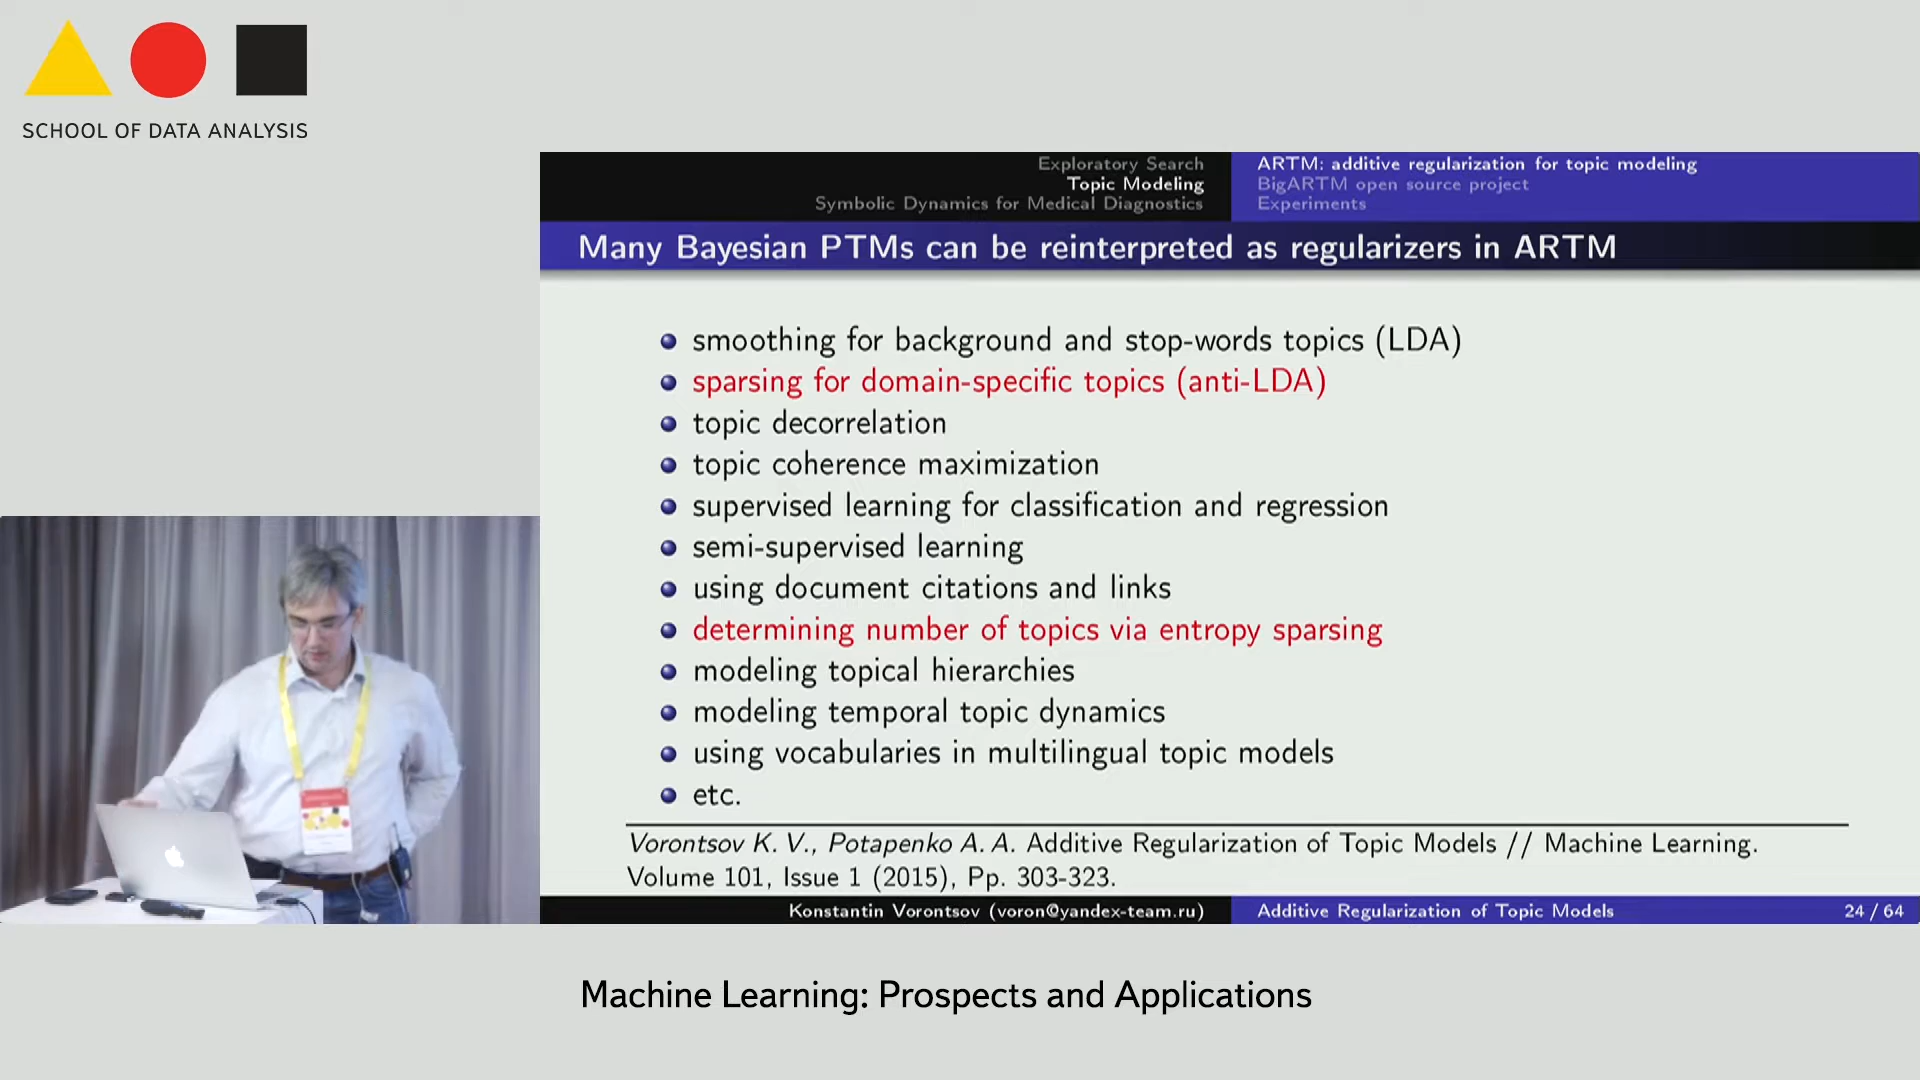 SCHOOL OF DATA ANALYSIS
Exploratory Search
Topic Modeling
Symbolic Dynamics for Medical Diagnostics
ARTM: additive regularization for topic modeling
BigARTM open source project
Experiments
Many Bayesian PTMs can be reinterpreted as regularizers in ARTM
smoothing for background and stop-words topics (LDA)
sparsing for domain-specific topics (anti-LDA)
topic decorrelation
topic coherence maximization
supervised learning for classification and regression
semi-supervised learning
using document citations and links
determining number of topics via entropy sparsing
modeling topical hierarchies
modeling temporal topic dynamics
using vocabularies in multilingual topic models
etc.
Vorontsov K. V., Potapenko A. A. Additive Regularization of Topic Models // Machine Learning.
Volume 101, Issue 1 (2015), Pp. 303-323.
Konstantin Vorontsov (voron@yandex-team.ru)
Additive Regularization of Topic Models
24 / 64
Machine Learning: Prospects and Applications